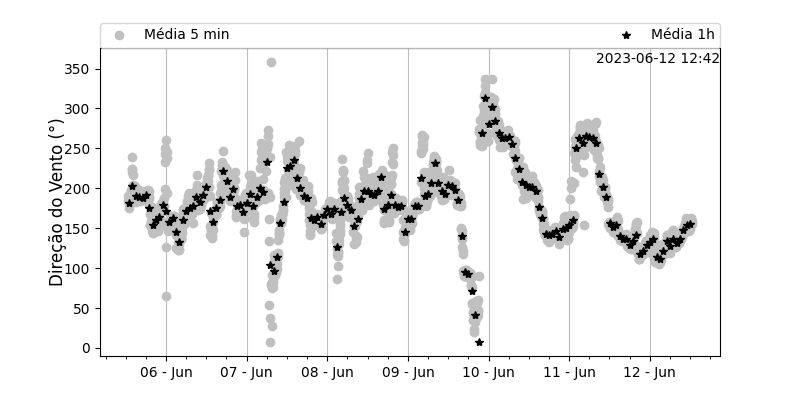 Média 5 min
Média 1h
2023-06-12 12:42
Direção do Vento (°)
350
300
250
200
150
100
50
0
06 - Jun
07 - Jun
08 - Jun
09 - Jun
10 - Jun
11 - Jun
12 - Jun